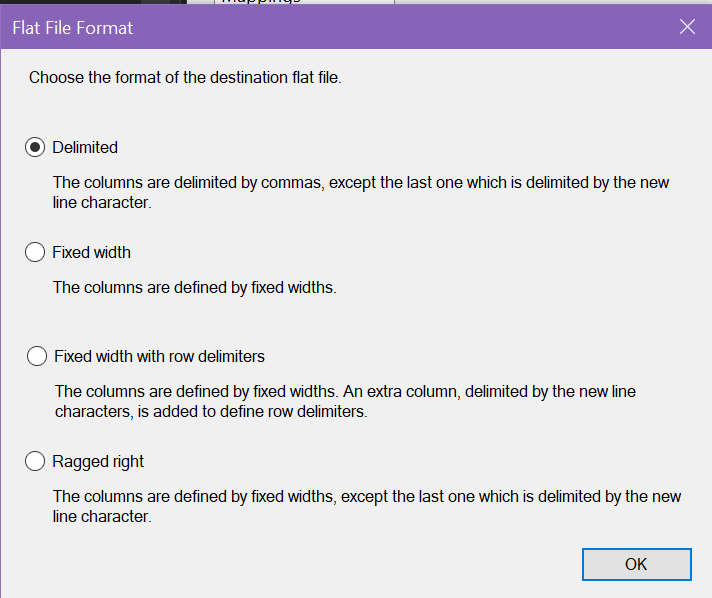 Mappings
Flat File Format
Choose the format of the destination flat file.
Delimited
The columns are delimited by commas, except the last one which is delimited by the new
line character.
Fixed width
The columns are defined by fixed widths.
Fixed width with row delimiters
The columns are defined by fixed widths. An extra column, delimited by the new line
characters, is added to define row delimiters.
Ragged right
The columns are defined by fixed widths, except the last one which is delimited by the new
line character.
OK